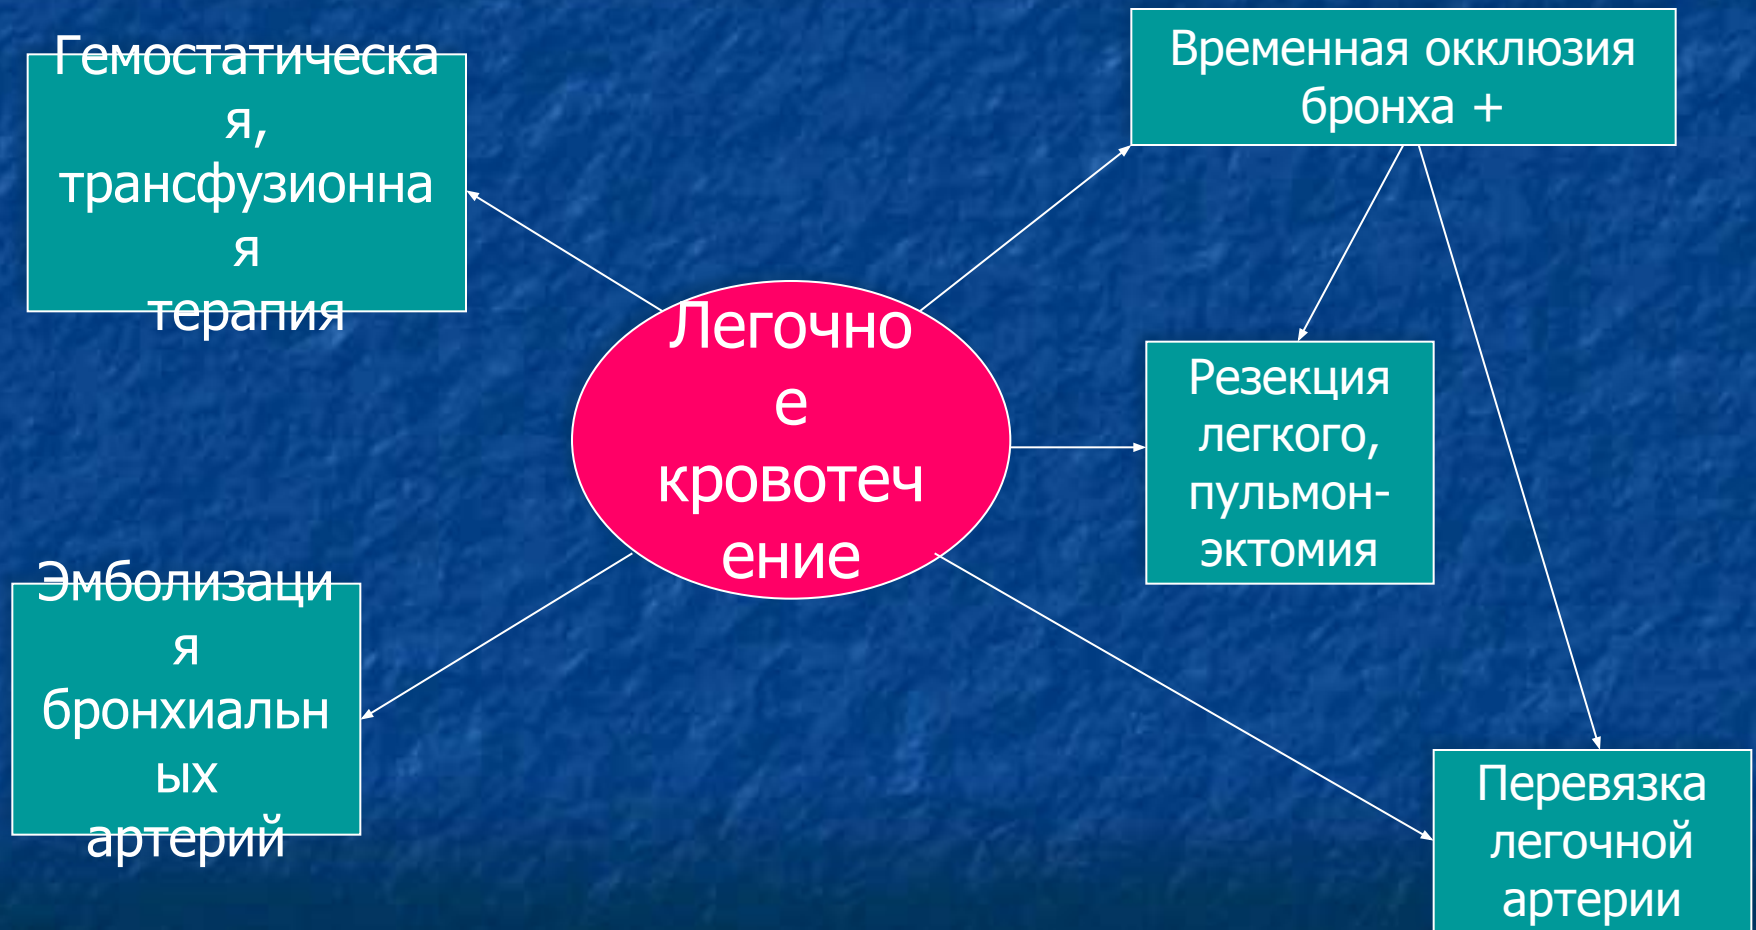 Гемостатическа
я,
трансфузионна
я
терапия
Временная окклюзия
бронха +
Легочно
е
кровотеч
ение
Резекция
легкого,
пульмон-
эктомия
Эмболизаци
я
бронхиальн
ых
артерий
Перевязка
легочной
артерии